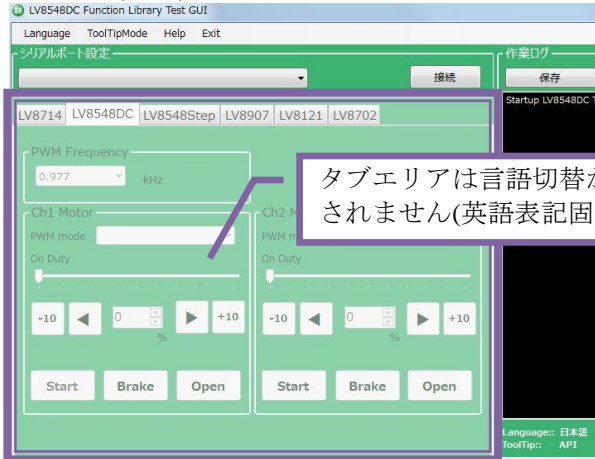 LV8548DC Function Library Test GUI
Language ToolTipMode Help Exit
シリアルポート設定
作業ログ
接続
保存
Startup LV8548DC
LV8714 LV8548DC LV8548Step LV8907 LV8121 LV8702
PWM Frequency
0.977 kHz
タブエリアは言語切替が
されません(英語表記固
Ch1 Motor
Ch2
PWM mode
PWM
On Duty
On Duty
-10 0 +10
%
-10 0 +10
%
Start Brake Open
Start Brake Open
Language:: 日本語
ToolTip:: API